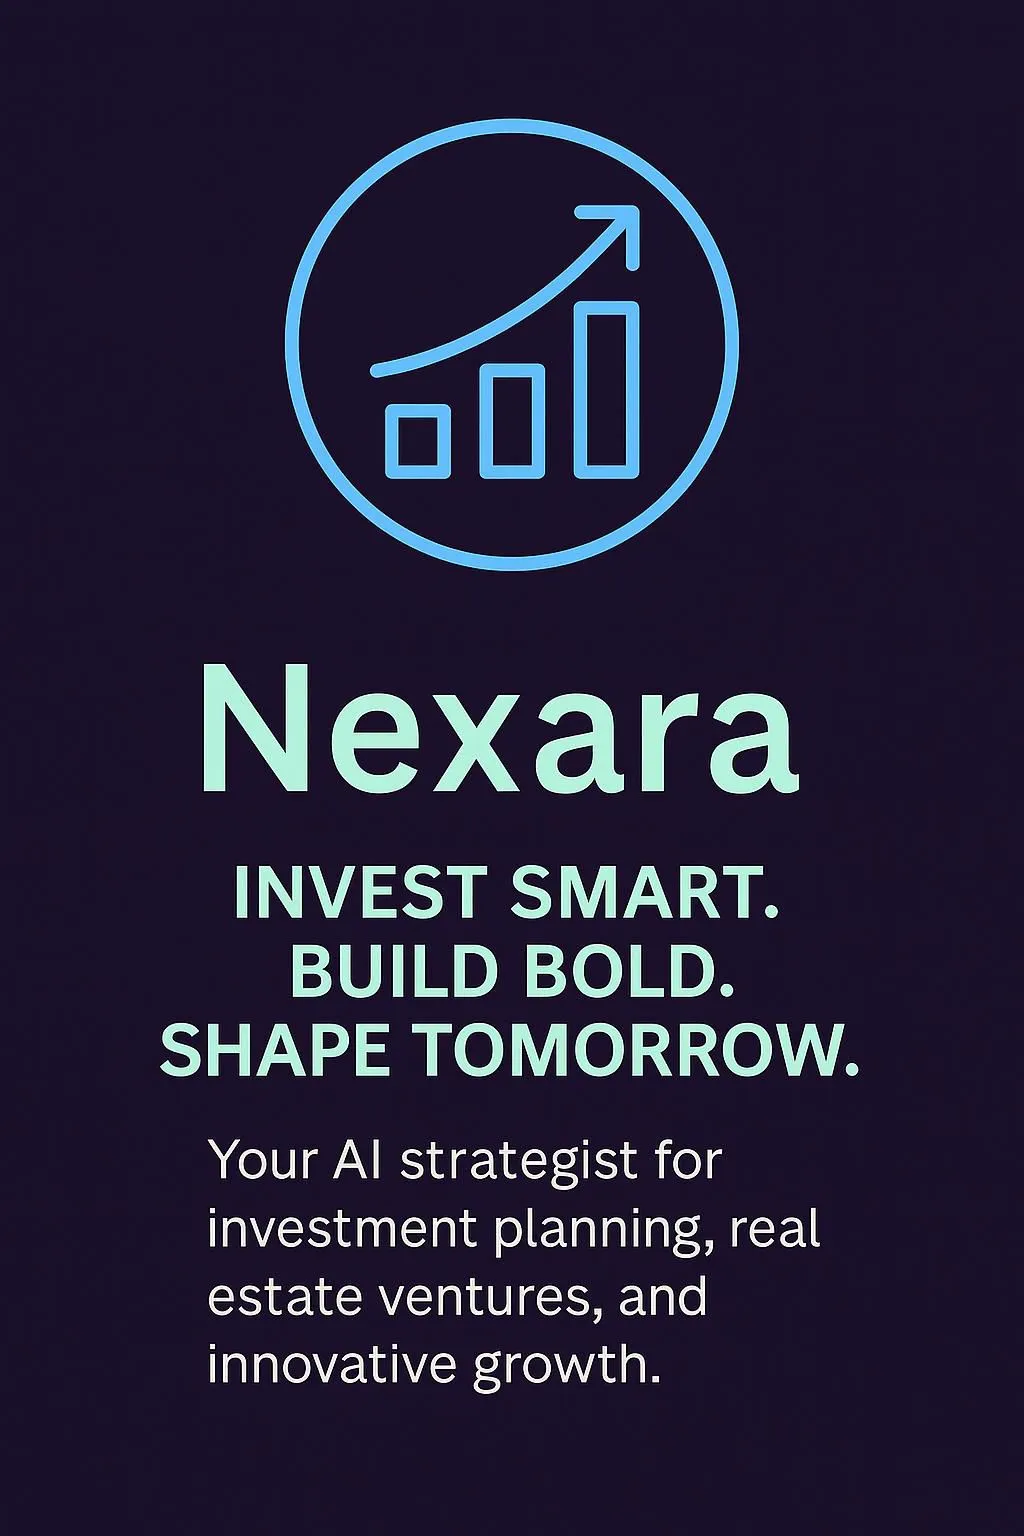 Nexara
INVEST SMART.
BUILD BOLD.
SHAPE TOMORROW.
Your AI strategist for
investment planning, real
estate ventures, and
innovative growth.